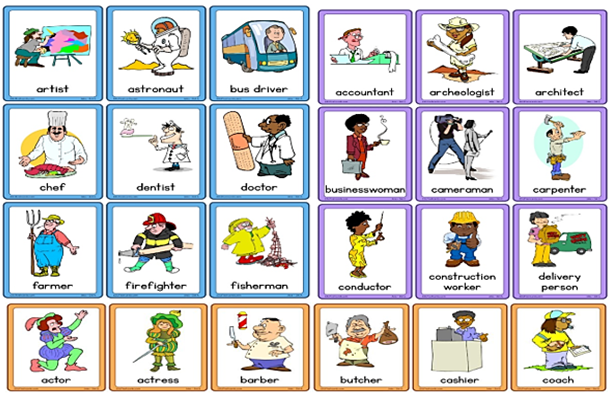 artist
astronaut
bus driver
accountant
archeologist
architect
chef
dentist
doctor
businesswoman
cameraman
carpenter
farmer
firefighter
fisherman
conductor
construction
worker
delivery
person
actor
actress
barber
butcher
cashier
coach